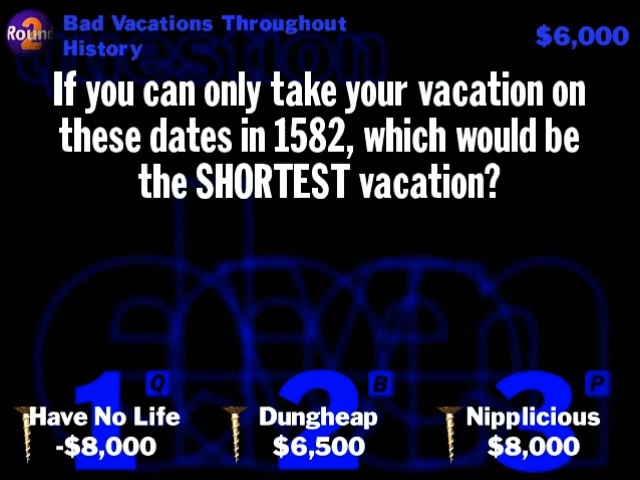 Round 2
Bad Vacations Throughout
History
$6,000
If you can only take your vacation on
these dates in 1582, which would be
the SHORTEST vacation?
1 Q
2 B
3 P
Have No Life
-$8,000
Dungheap
$6,500
Nipplicious
$8,000
question
eleven